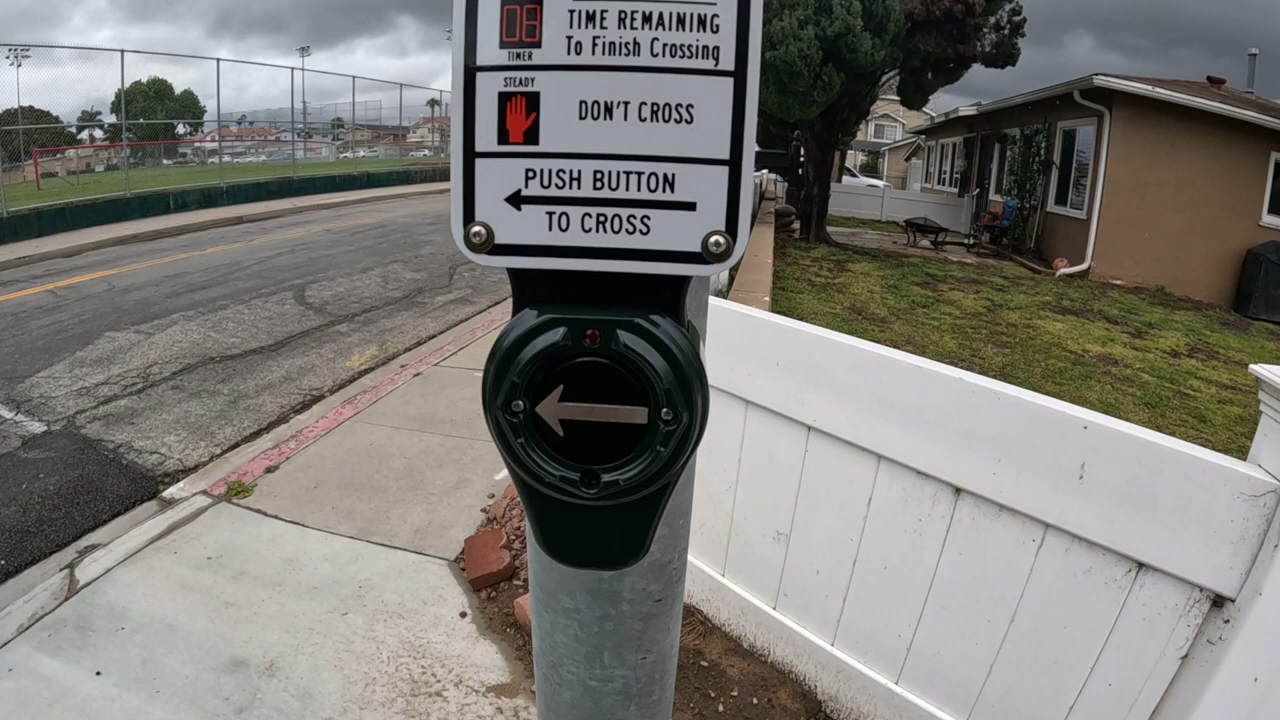 08
TIMER
TIME REMAINING
To Finish Crossing
STEADY
DON'T CROSS
PUSH BUTTON
TO CROSS